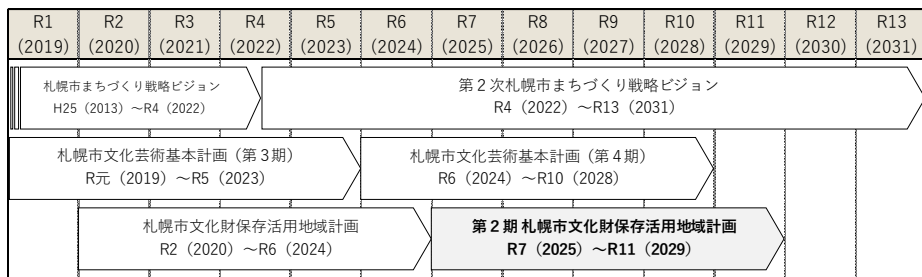 R1 R2 R3 R4 R5 R6 R7 R8 R9 R10 R11 R12 R13
(2019) (2020) (2021) (2022) (2023) (2024) (2025) (2026) (2027) (2028) (2029) (2030) (2031)
札幌市まちづくり戦略ビジョン
H25（2013）～R4（2022）
第２次札幌市まちづくり戦略ビジョン
R4（2022）～R13（2031）
札幌市文化芸術基本計画（第３期）
R元（2019）～R5（2023）
札幌市文化芸術基本計画（第４期）
R6（2024）～R10（2028）
札幌市文化財保存活用地域計画
R2（2020）～R6（2024）
第２期 札幌市文化財保存活用地域計画
R7（2025）～R11（2029）